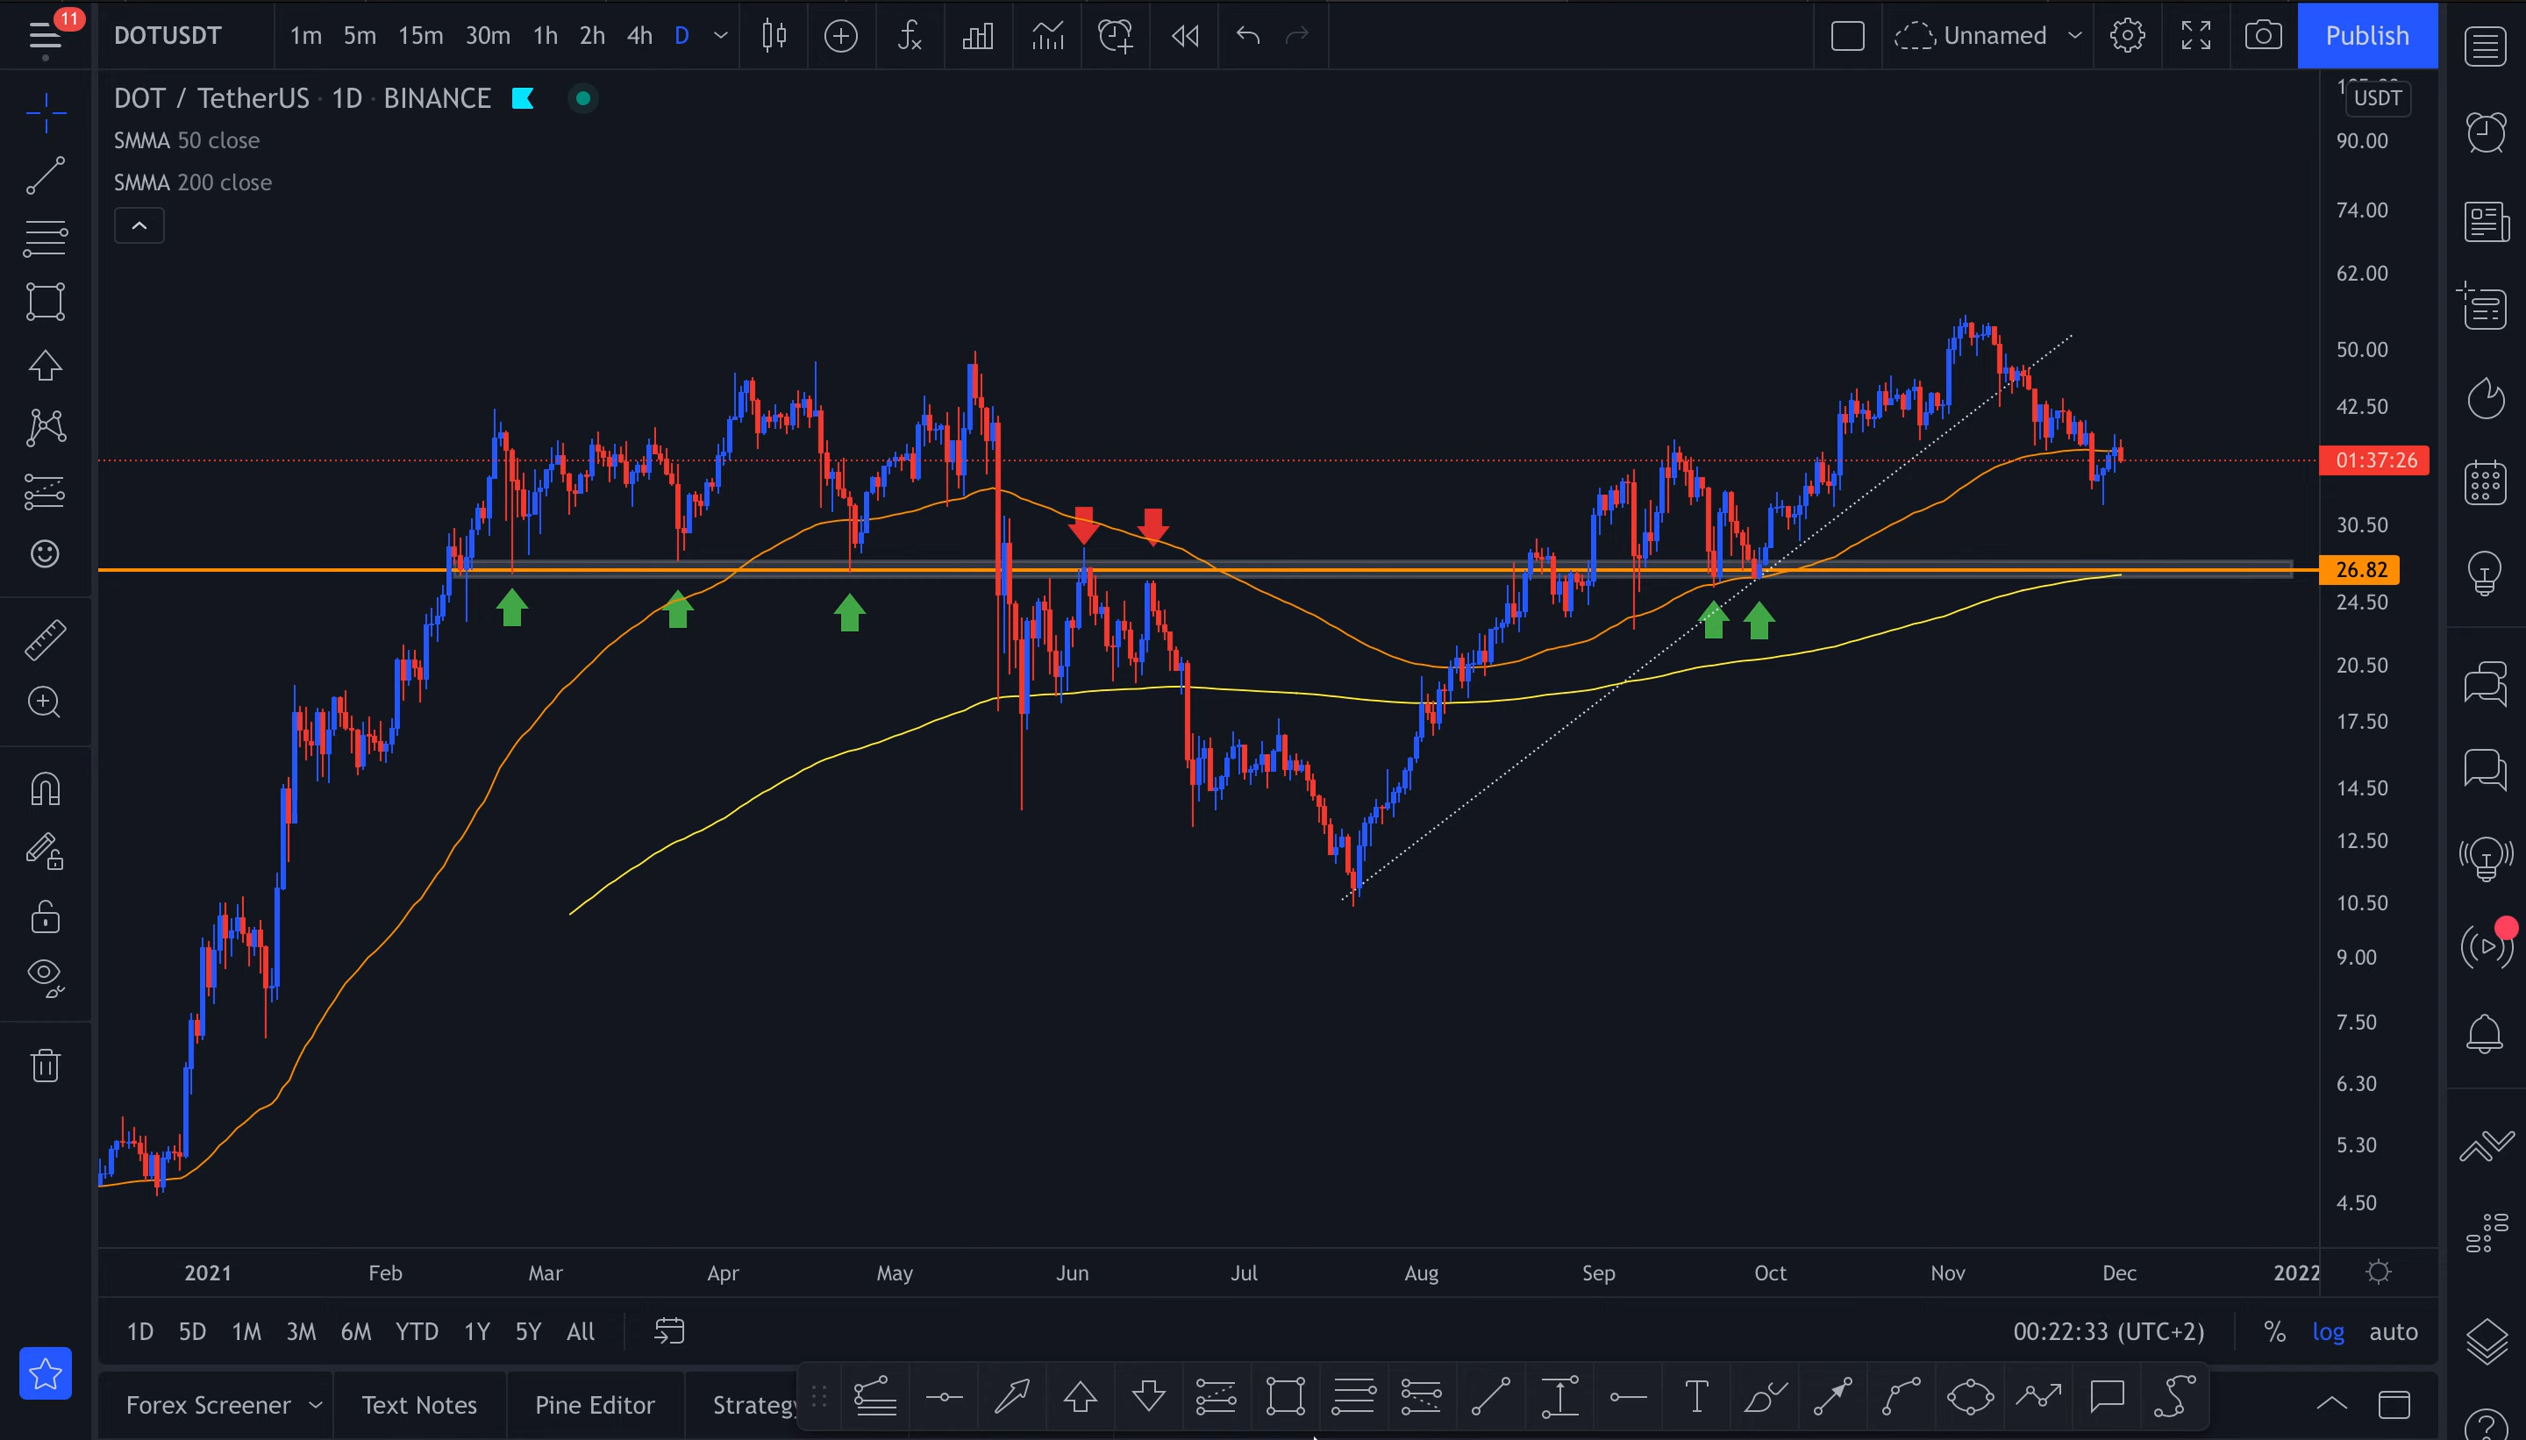 11
DOTUSDT 1m 5m 15m 30m 1h 2h 4h D Unnamed Publish
DOT / TetherUS · 1D · BINANCE
SMMA 50 close
SMMA 200 close
USDT
90.00
74.00
62.00
50.00
42.50
01:37:26
30.50
26.82
24.50
20.50
17.50
14.50
12.50
10.50
9.00
7.50
6.30
5.30
4.50
2021 Feb Mar Apr May Jun Jul Aug Sep Oct Nov Dec 2022
1D 5D 1M 3M 6M YTD 1Y 5Y All 00:22:33 (UTC+2) % log auto
Forex Screener Text Notes Pine Editor Strategy